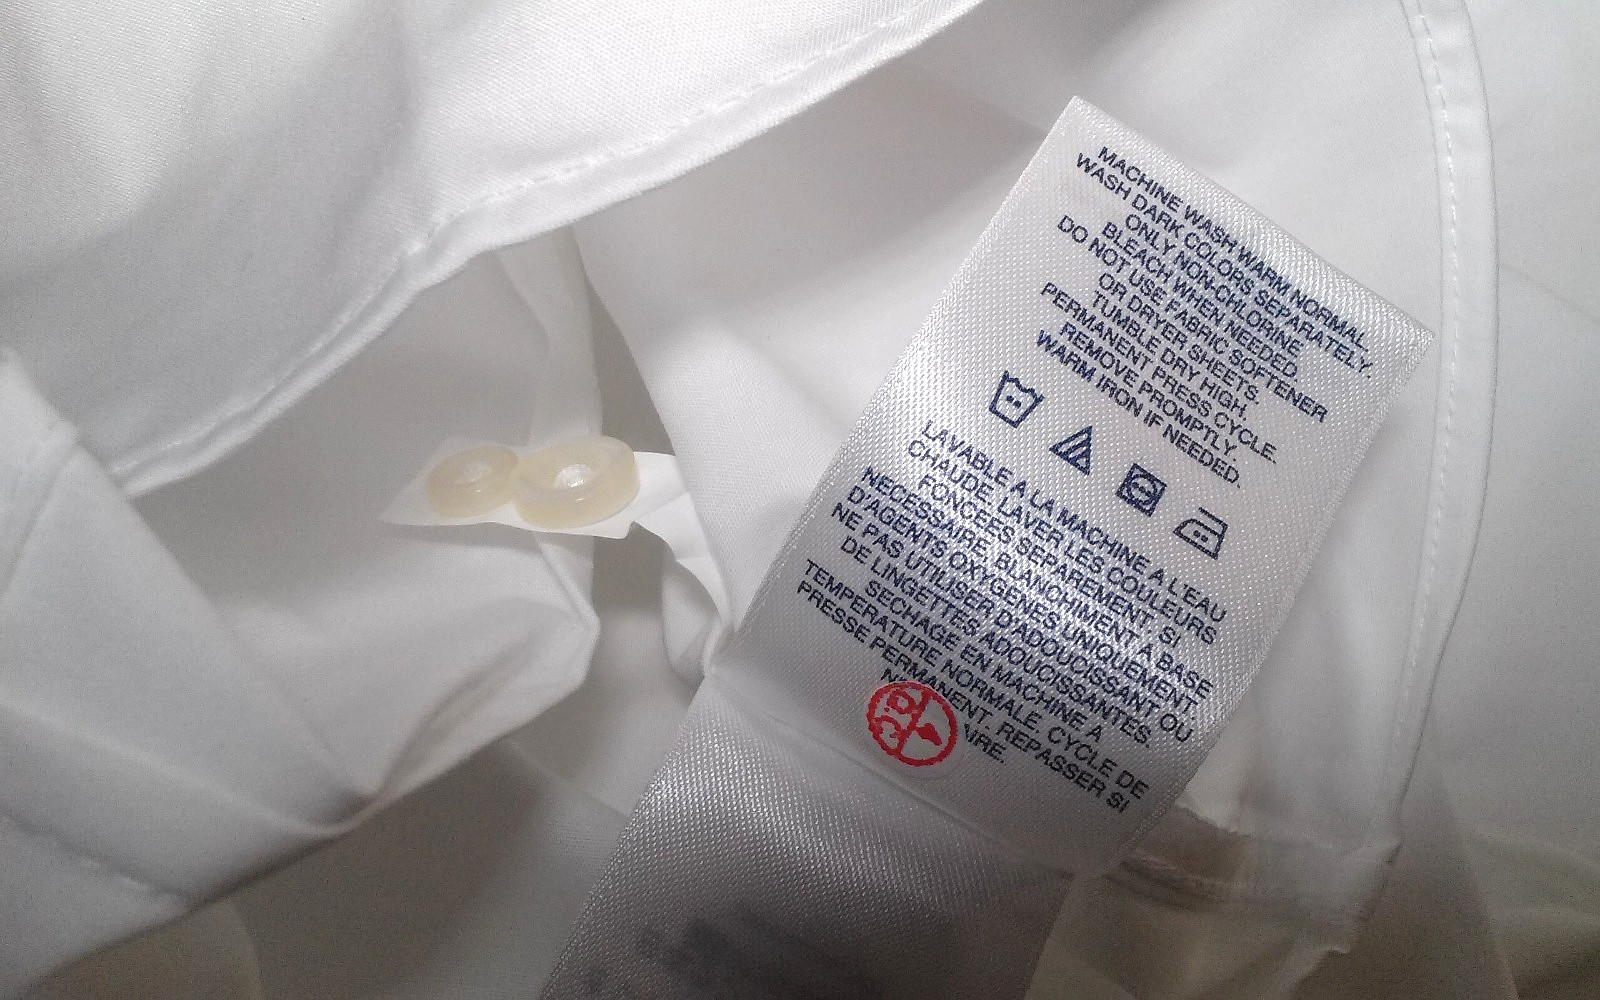 MACHINE WASH WARM NORMAL.
WASH DARK COLORS SEPARATELY.
ONLY NON-CHLORINE
BLEACH WHEN NEEDED.
DO NOT USE FABRIC SOFTENER
OR DRYER SHEETS.
TUMBLE DRY HIGH,
PERMANENT PRESS CYCLE.
REMOVE PROMPTLY.
WARM IRON IF NEEDED.
LAVABLE A LA MACHINE A L'EAU
CHAUDE. LAVER LES COULEURS
FONCEES SEPAREMENT. SI
NECESSAIRE, BLANCHIMENT A BASE
D'AGENTS OXYGENES UNIQUEMENT.
NE PAS UTILISER D'ADOUCISSANT OU
DE LINGETTES ADOUCISSANTES.
SECHAGE EN MACHINE A
TEMPERATURE NORMALE, CYCLE DE
PRESSE PERMANENT. REPASSER SI